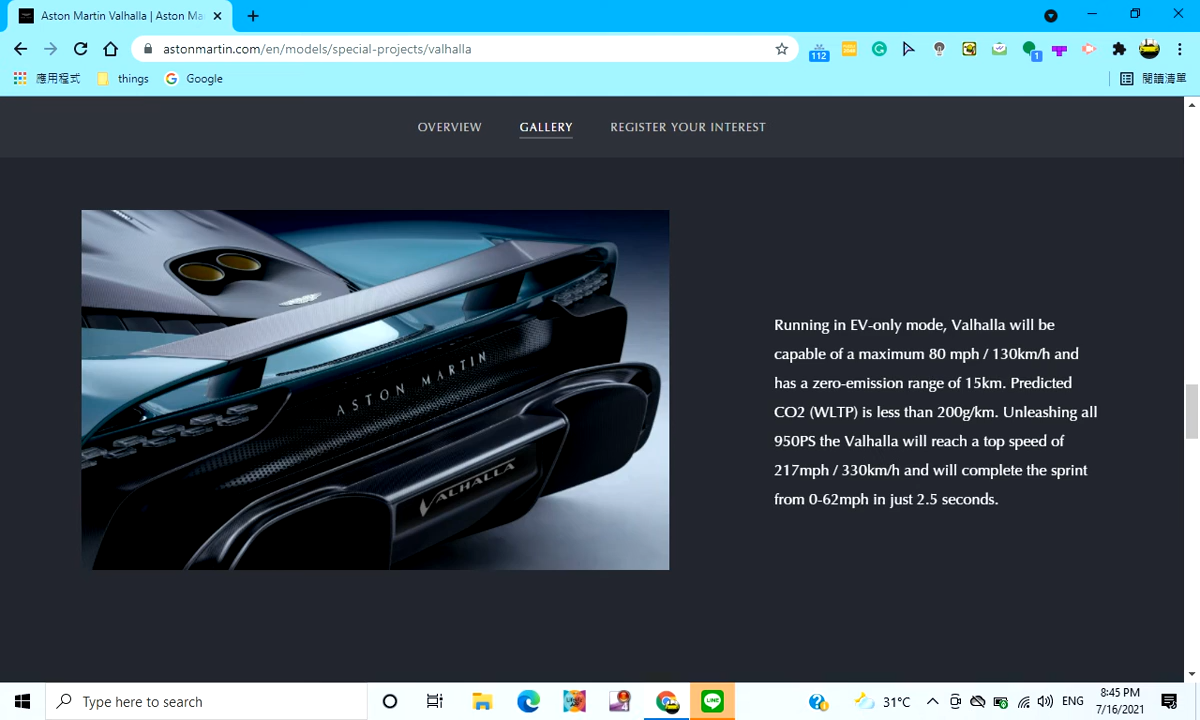 Aston Martin Valhalla | Aston Ma
astonmartin.com/en/models/special-projects/valhalla
112
1
應用程式
things
Google
閱讀清單
OVERVIEW
GALLERY
REGISTER YOUR INTEREST
ASTON MARTIN
VALHALLA
Running in EV-only mode, Valhalla will be
capable of a maximum 80 mph / 130km/h and
has a zero-emission range of 15km. Predicted
CO2 (WLTP) is less than 200g/km. Unleashing all
950PS the Valhalla will reach a top speed of
217mph / 330km/h and will complete the sprint
from 0-62mph in just 2.5 seconds.
Type here to search
LINE
31°C
ENG
8:45 PM
7/16/2021